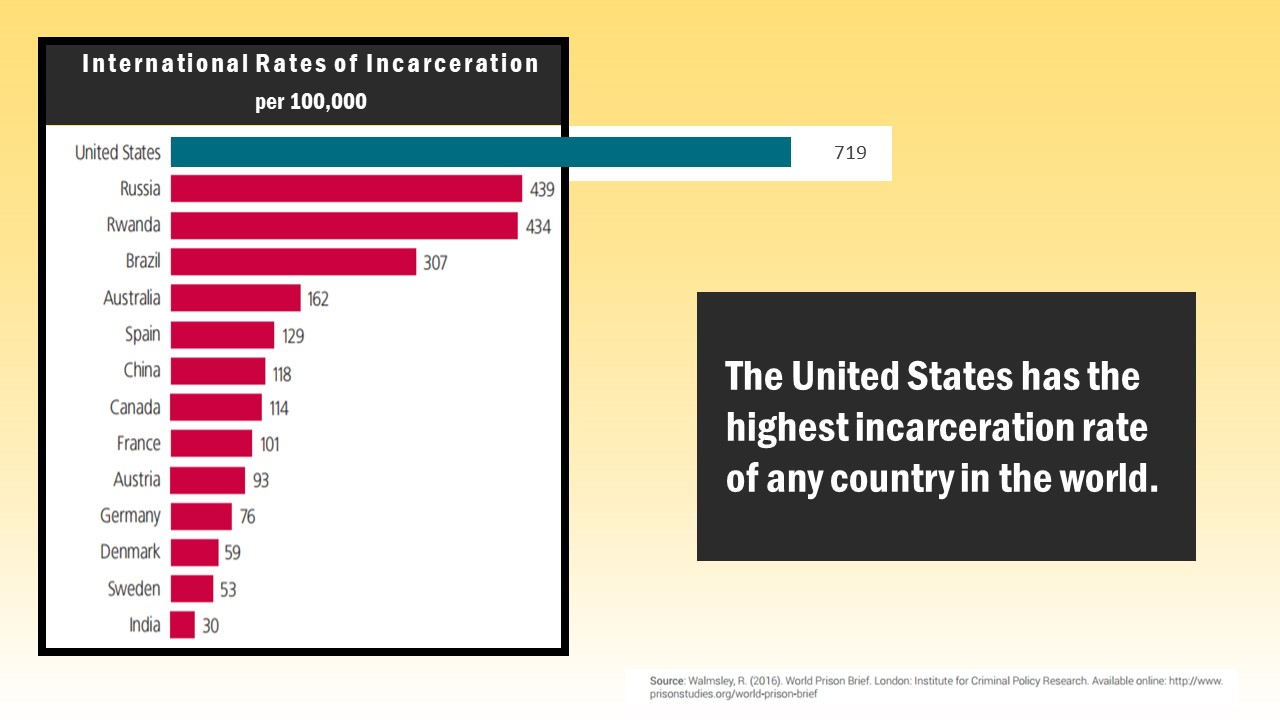 International Rates of Incarceration
per 100,000
United States 719
Russia 439
Rwanda 434
Brazil 307
Australia 162
Spain 129
China 118
Canada 114
France 101
Austria 93
Germany 76
Denmark 59
Sweden 53
India 30
The United States has the
highest incarceration rate
of any country in the world.
Source: Walmsley, R. (2016). World Prison Brief. London: Institute for Criminal Policy Research. Available online: http://www.
prisonstudies.org/world-prison-brief